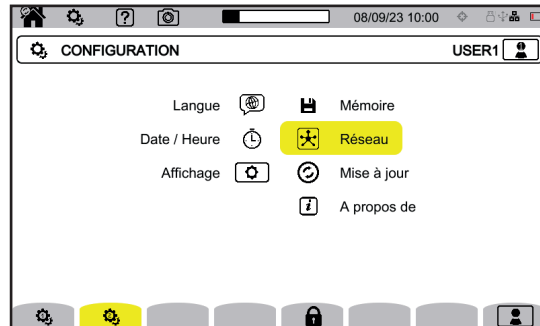 08/09/23 10:00
CONFIGURATION
USER1
Langue
Mémoire
Date / Heure
Réseau
Affichage
Mise à jour
A propos de